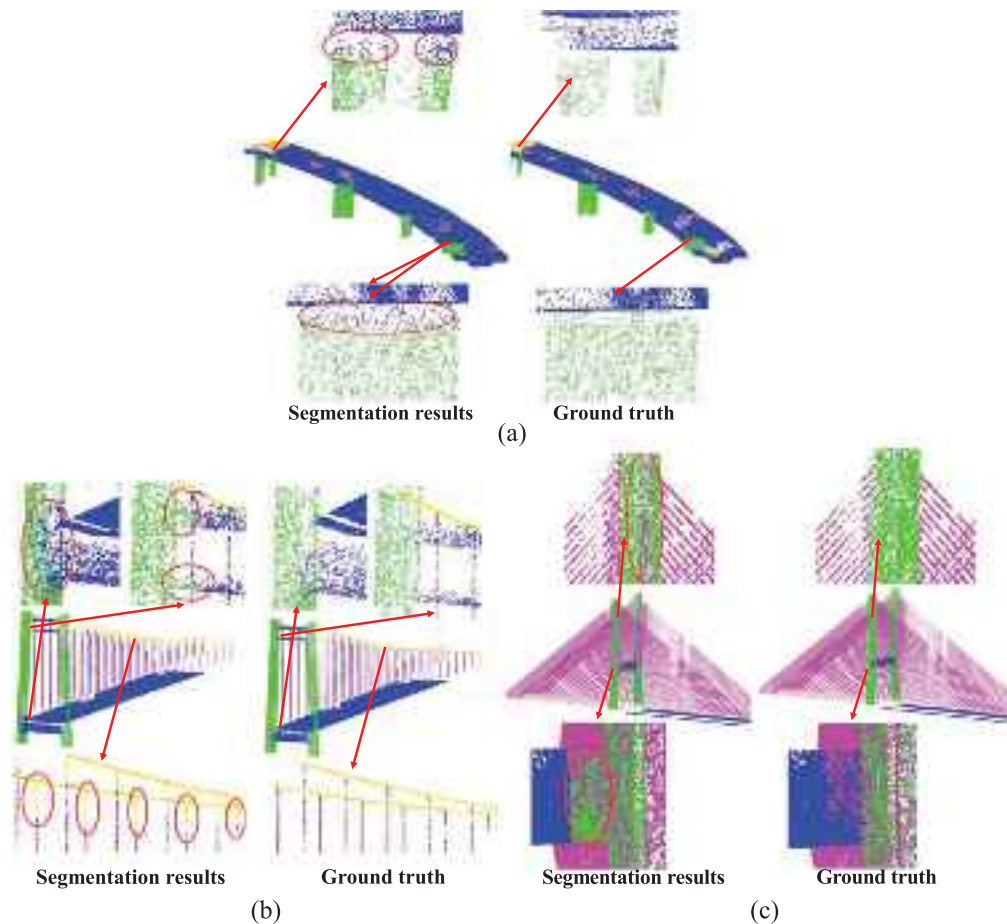 Segmentation results Ground truth
(a)
Segmentation results Ground truth
(b)
Segmentation results Ground truth
(c)